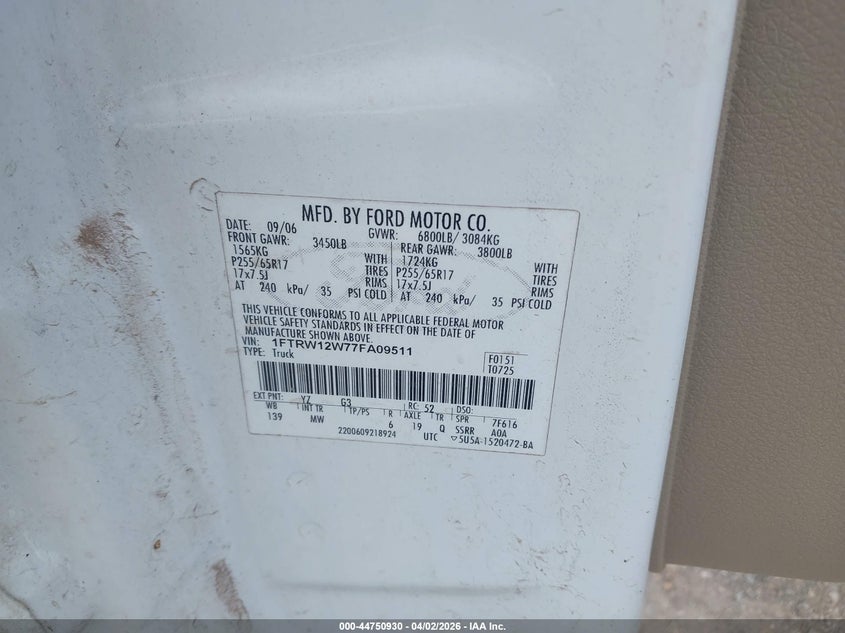 MFD. BY FORD MOTOR CO.
DATE: 09/06 GVWR: 6800LB/ 3084KG
FRONT GAWR: 3450LB REAR GAWR: 3800LB
1565KG WITH 1724KG WITH
P255/65R17 TIRES P255/65R17 TIRES
17x7.5J RIMS 17x7.5J RIMS
AT 240 kPa/ 35 PSI COLD AT 240 kPa/ 35 PSI COLD
THIS VEHICLE CONFORMS TO ALL APPLICABLE FEDERAL MOTOR
VEHICLE SAFETY STANDARDS IN EFFECT ON THE DATE OF
MANUFACTURE SHOWN ABOVE.
VIN: 1FTRW12W77FA09511
TYPE: Truck
F0151
T0725
EXT PNT: YZ G3 RC: 52 DSO:
WB INT TR TP/PS R AXLE TR SPR 7F616
139 MW 6 19 Q SSRR A0A
2200609218924 UTC ▽5U5A-1520472-BA
Ford
000-44750930 - 04/02/2026 - IAA Inc.